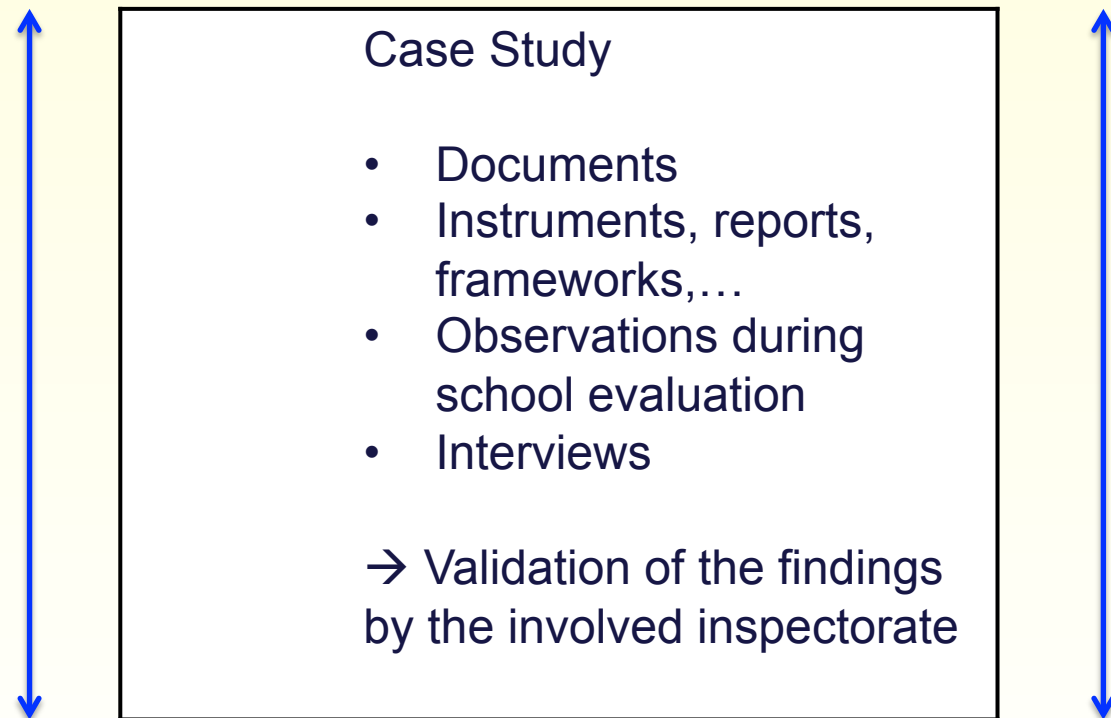 Case Study
• Documents
• Instruments, reports,
frameworks,…
• Observations during
school evaluation
• Interviews
→ Validation of the findings
by the involved inspectorate